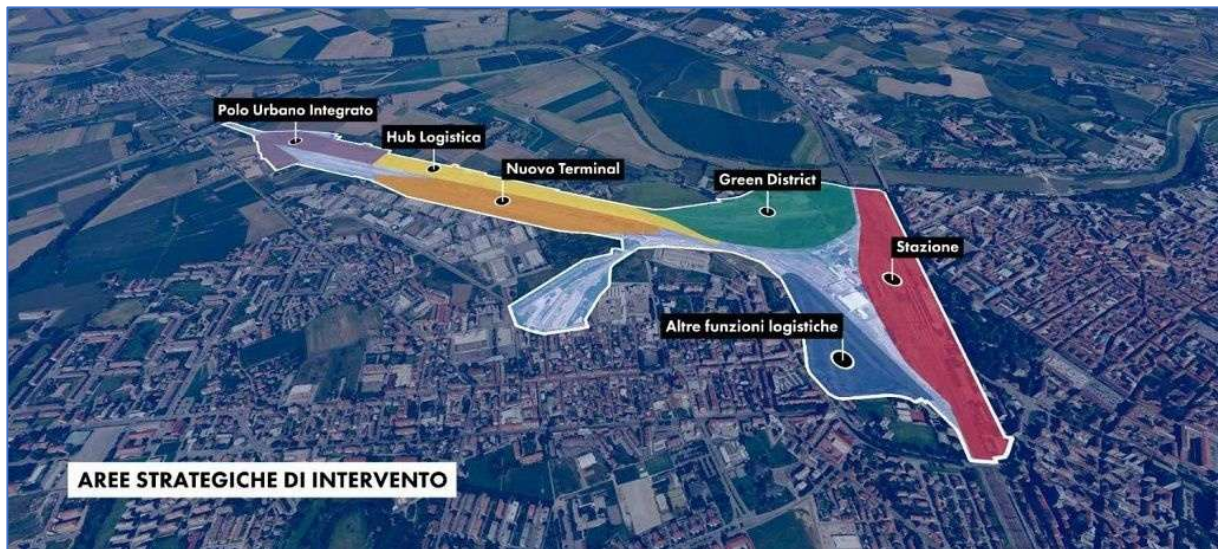 Polo Urbano Integrato
Hub Logistica
Nuovo Terminal
Green District
Stazione
Altre funzioni logistiche
AREE STRATEGICHE DI INTERVENTO